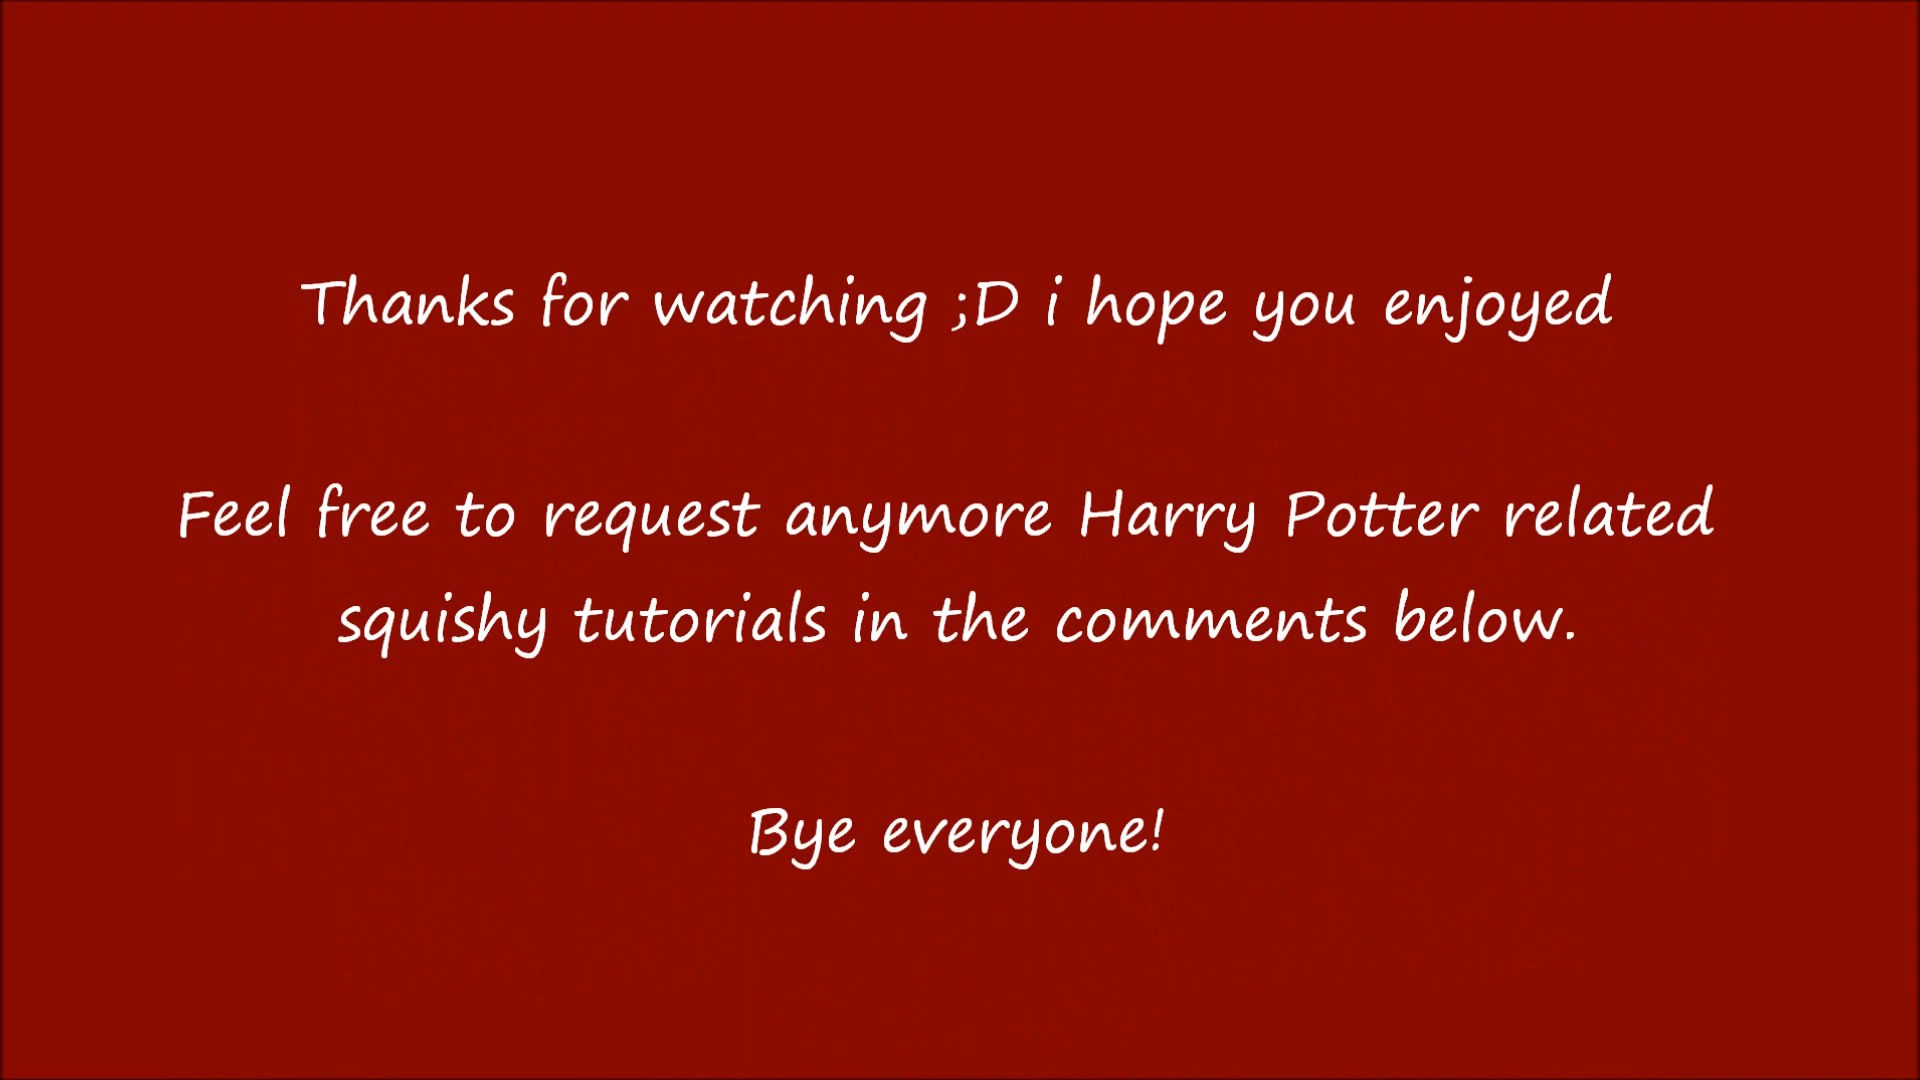 Thanks for watching ;D i hope you enjoyed
Feel free to request anymore Harry Potter related
squishy tutorials in the comments below.
Bye everyone!